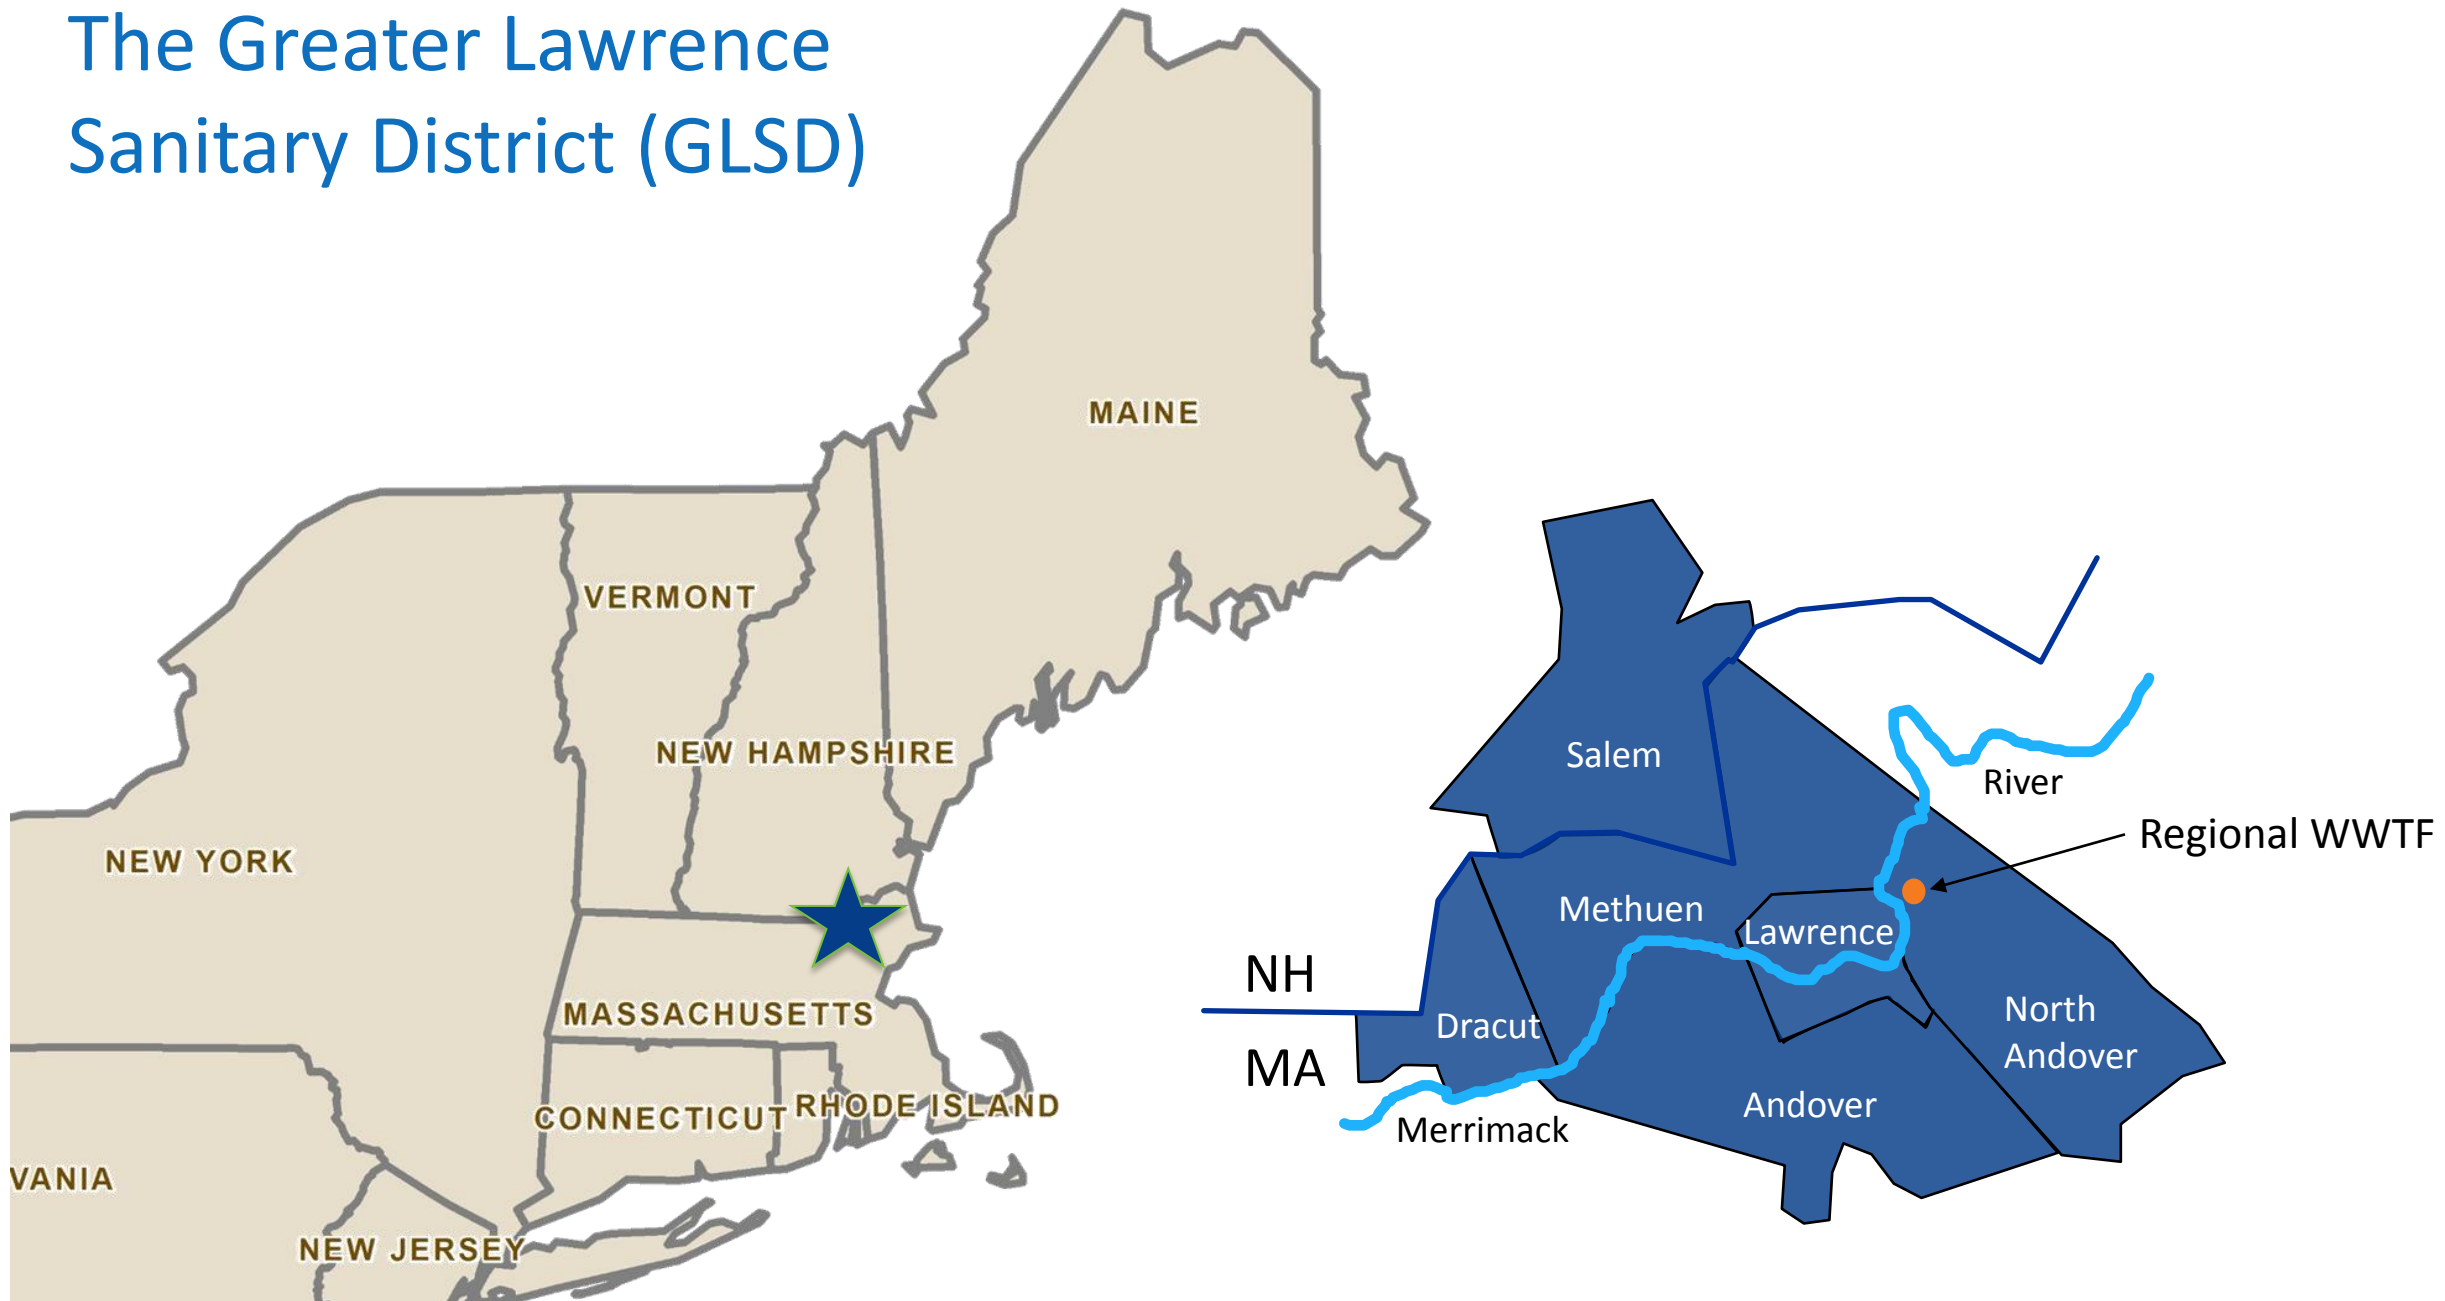 The Greater Lawrence
Sanitary District (GLSD)
MAINE
VERMONT
NEW HAMPSHIRE
NEW YORK
MASSACHUSETTS
CONNECTICUT
RHODE ISLAND
VANIA
NEW JERSEY
Salem
River
Regional WWTF
Methuen
Lawrence
NH
Dracut
North
Andover
MA
Andover
Merrimack